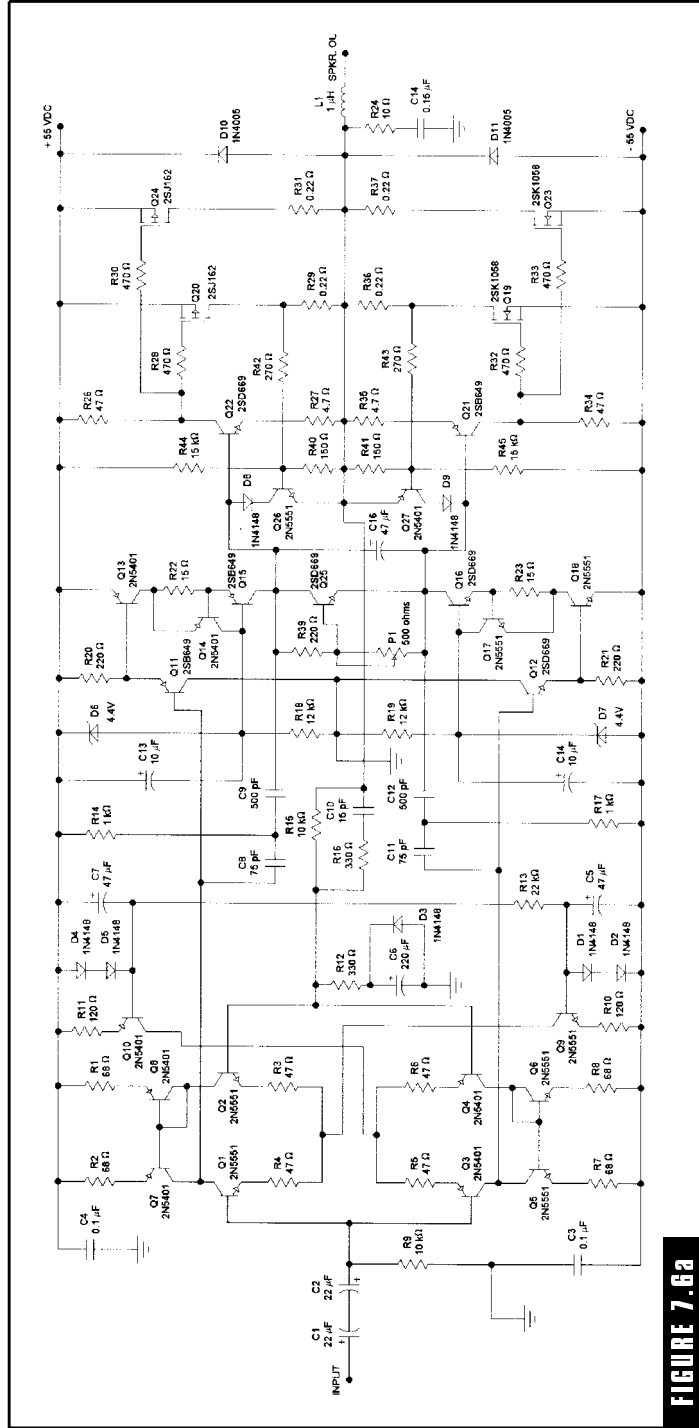 FIGURE 7.6a
+ 55 VDC
SPKR. OL
L1
1 µH
R24
10 Ω
C14
0.15 µF
D10
1N4005
D11
1N4005
- 55 VDC
R31
0.22 Ω
R37
0.22 Ω
Q24
2SJ162
2SK1058
Q23
R30
470 Ω
R33
470 Ω
Q20
2SJ162
R29
0.22 Ω
R36
0.22 Ω
2SK1058
Q19
R28
470 Ω
R42
270 Ω
R43
270 Ω
R32
470 Ω
R26
47 Ω
Q22
2SD669
R27
4.7 Ω
R35
4.7 Ω
Q21
2SB649
R34
47 Ω
R44
15 kΩ
R40
150 Ω
R41
150 Ω
R45
15 kΩ
D8
1N4148
Q26
2N5551
Q27
2N5401
D9
1N4148
C16
47 µF
Q13
2N5401
R22
15 Ω
2SB649
Q15
2SD669
Q25
Q16
2SD669
R23
15 Ω
Q18
2N5551
R20
220 Ω
Q11
2SB649
Q14
2N5401
R39
220 Ω
P1
500 ohms
Q17
2N5551
Q12
2SD669
R21
220 Ω
D6
4.4V
R18
12 kΩ
R19
12 kΩ
D7
4.4V
C13
10 µF
C14
10 µF
R14
1 kΩ
C9
500 pF
C12
500 pF
R17
1 kΩ
C8
75 pF
R15
10 kΩ
C10
15 pF
R16
330 Ω
C11
75 pF
C7
47 µF
R13
22 kΩ
C5
47 µF
D4
1N4148
D5
1N4148
R12
330 Ω
C6
220 µF
D3
1N4148
D1
1N4148
D2
1N4148
R11
120 Ω
Q10
2N5401
Q9
2N5551
R10
120 Ω
R1
68 Ω
Q8
2N5401
Q2
2N5551
R3
47 Ω
R6
47 Ω
Q4
2N5401
Q6
2N5551
R8
68 Ω
R2
68 Ω
Q7
2N5401
Q1
2N5551
R4
47 Ω
R5
47 Ω
Q3
2N5401
Q5
2N5551
R7
68 Ω
C4
0.1 µF
R9
10 kΩ
C3
0.1 µF
C2
22 µF
C1
22 µF
INPUT